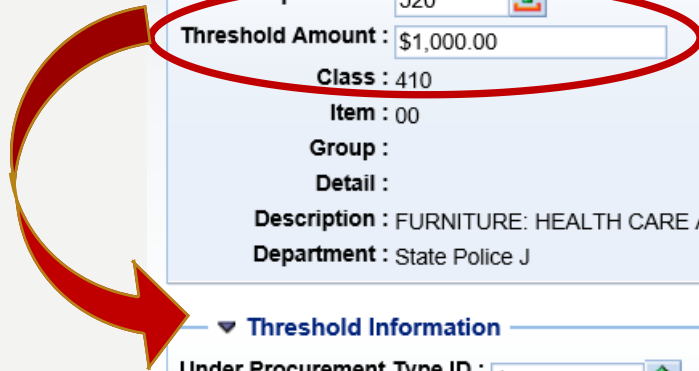 520
Threshold Amount : $1,000.00
Class : 410
Item : 00
Group :
Detail :
Description : FURNITURE: HEALTH CARE
Department : State Police J
Threshold Information
Under Procurement Type ID :